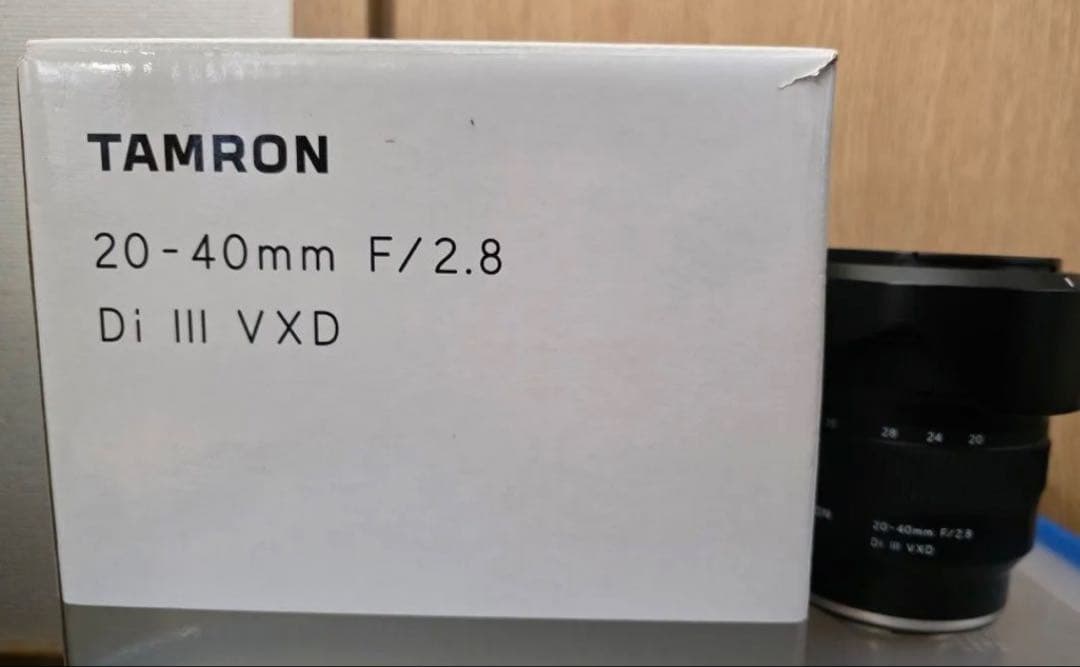 TAMRON
20-40mm F/2.8
Di III VXD
28 24 20
20-40mm F/2.8
Di III VXD